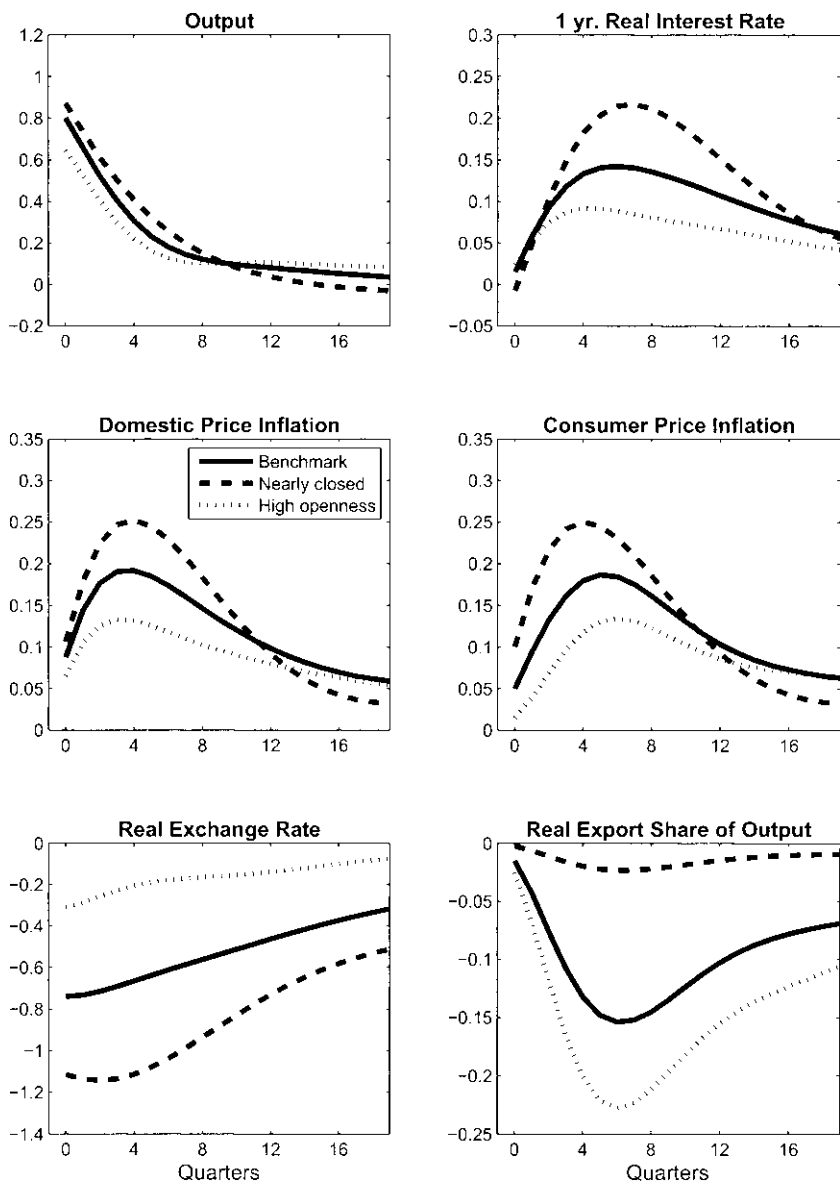 Output
1.2
1
0.8
0.6
0.4
0.2
0
−0.2
0 4 8 12 16
1 yr. Real Interest Rate
0.3
0.25
0.2
0.15
0.1
0.05
0
−0.05
0 4 8 12 16
Domestic Price Inflation
0.35
0.3
0.25
0.2
0.15
0.1
0.05
0
Benchmark
Nearly closed
High openness
0 4 8 12 16
Consumer Price Inflation
0.35
0.3
0.25
0.2
0.15
0.1
0.05
0
0 4 8 12 16
Real Exchange Rate
0
−0.2
−0.4
−0.6
−0.8
−1
−1.2
−1.4
0 4 8 12 16
Quarters
Real Export Share of Output
0
−0.05
−0.1
−0.15
−0.2
−0.25
0 4 8 12 16
Quarters